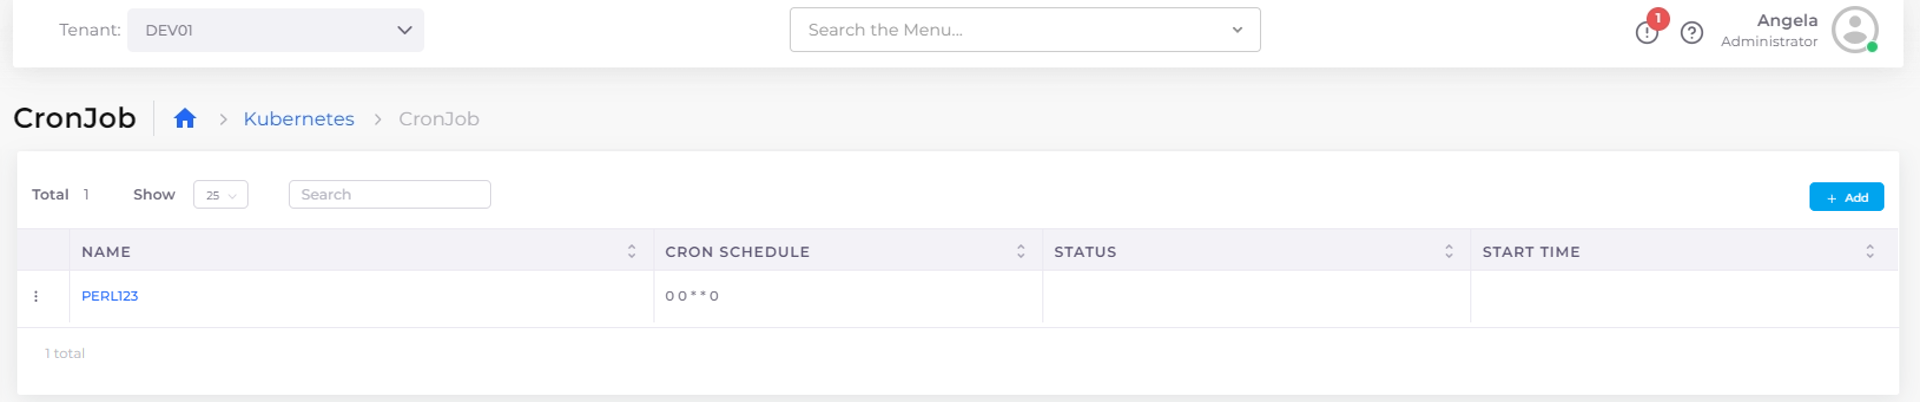 Tenant: DEV01 Search the Menu... 1 Angela
Administrator
CronJob Kubernetes CronJob
Total 1 Show 25 Search + Add
NAME CRON SCHEDULE STATUS START TIME
PERL123 0 0 * * 0
1 total